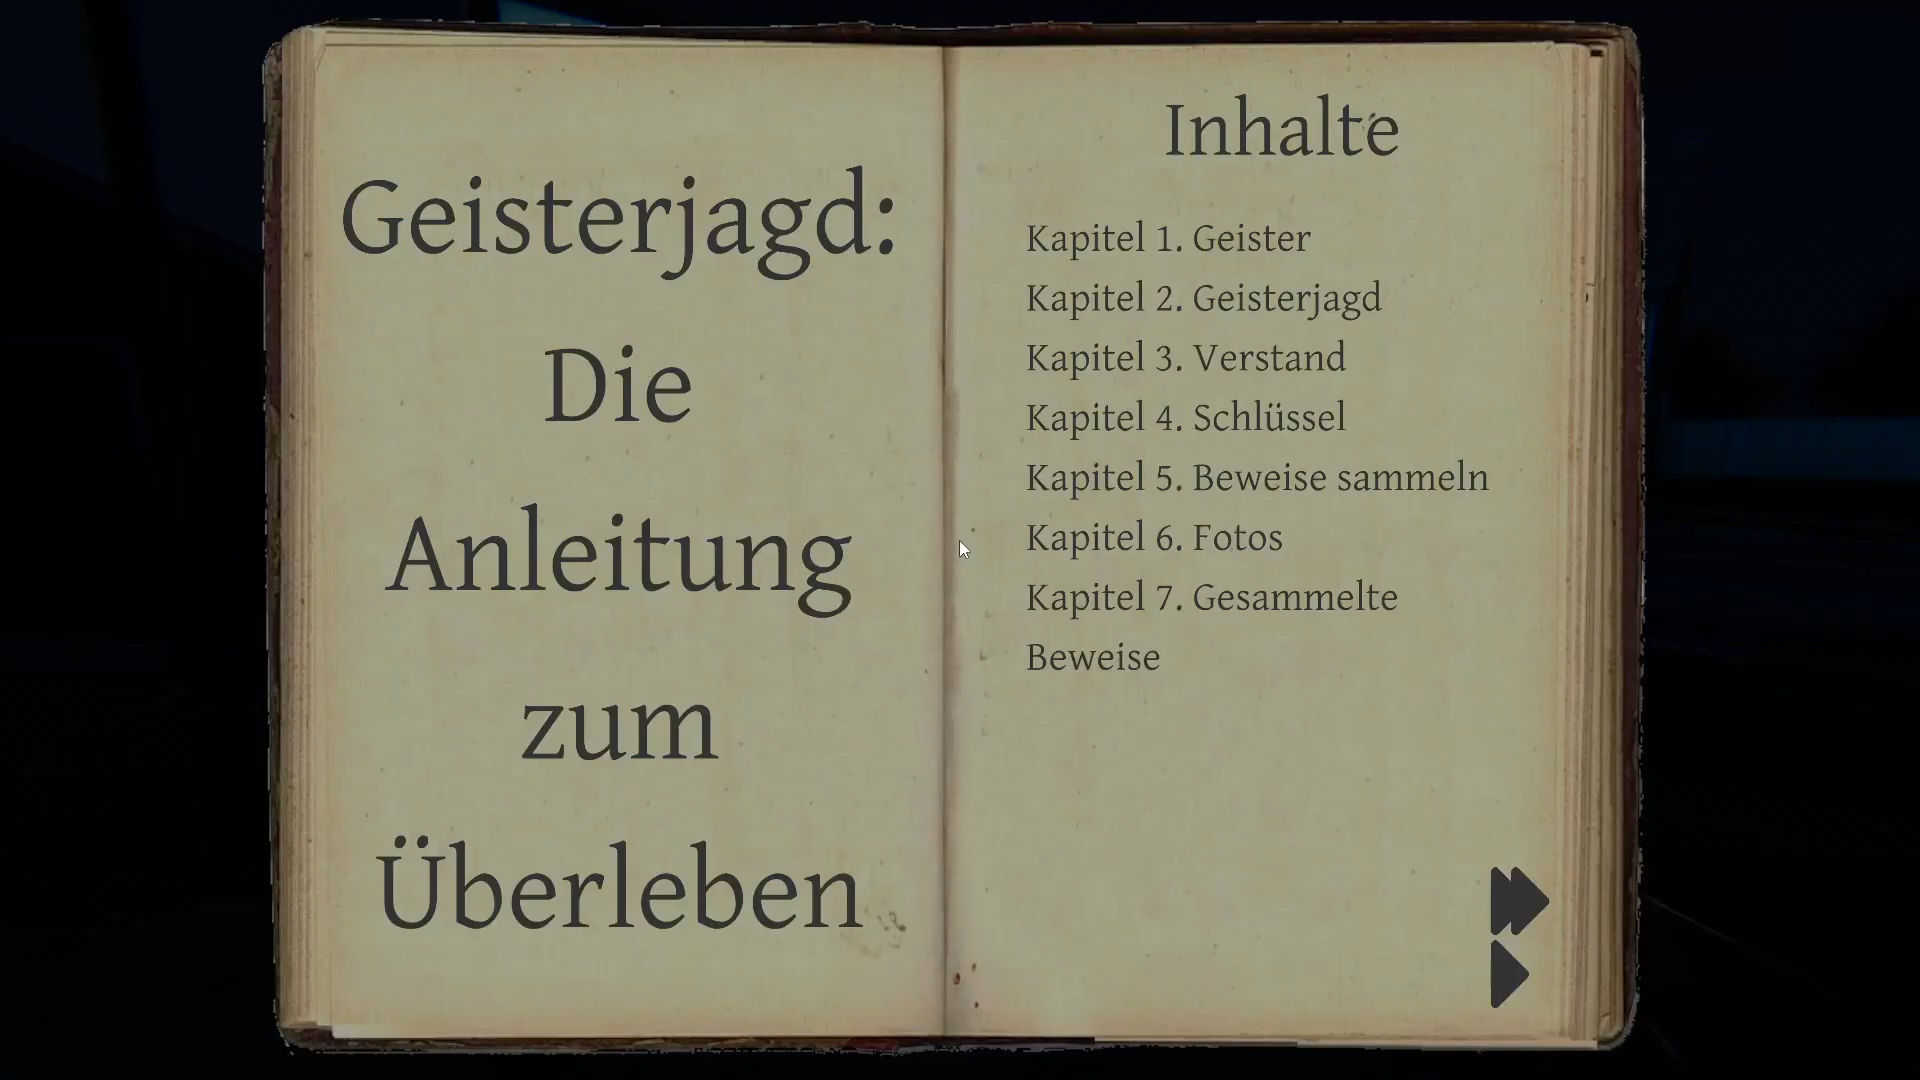 Geisterjagd:
Die
Anleitung
zum
Überleben
Inhalte
Kapitel 1. Geister
Kapitel 2. Geisterjagd
Kapitel 3. Verstand
Kapitel 4. Schlüssel
Kapitel 5. Beweise sammeln
Kapitel 6. Fotos
Kapitel 7. Gesammelte
Beweise